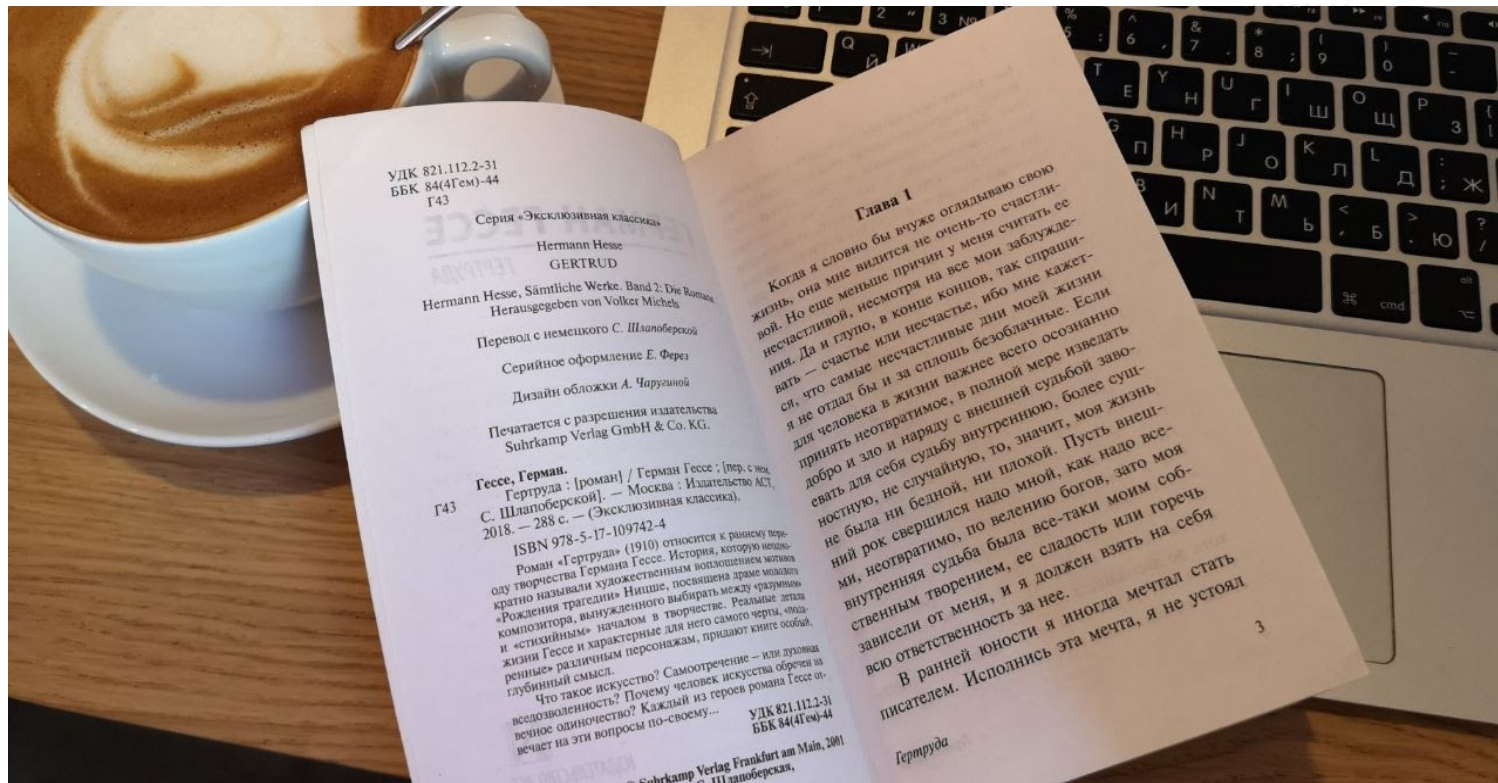 УДК 821.112.2-31
ББК 84(4Гем)-44
Г43
Серия «Эксклюзивная классика»
Hermann Hesse
GERTRUD
Hermann Hesse, Sämtliche Werke. Band 2: Die Romane.
Herausgegeben von Volker Michels
Перевод с немецкого С. Шлапоберской
Серийное оформление Е. Ферез
Дизайн обложки А. Чаругиной
Печатается с разрешения издательства
Suhrkamp Verlag GmbH & Co. KG.
Гессе, Герман.
Г43 Гертруда : [роман] / Герман Гессе ; [пер. с нем.
С. Шлапоберской]. — Москва : Издательство АСТ,
2018. — 288 с. — (Эксклюзивная классика).
ISBN 978-5-17-109742-4
Роман «Гертруда» (1910) относится к раннему пери-
оду творчества Германа Гессе. История, которую неодно-
кратно называли художественным воплощением мотивов
«Рождения трагедии» Ницше, посвящена драме молодого
композитора, вынужденного выбирать между «разумным»
и «стихийным» началом в творчестве. Реальные детали
жизни Гессе и характерные для него самого черты, «пода-
ренные» различным персонажам, придают книге особый,
глубинный смысл.
Что такое искусство? Самоотречение – или духовная
вседозволенность? Почему человек искусства обречен на
вечное одиночество? Каждый из героев романа Гессе от-
вечает на эти вопросы по-своему...
УДК 821.112.2-31
ББК 84(4Гем)-44
Suhrkamp Verlag Frankfurt am Main, 2001
С. Шлапоберская,
Глава 1
Когда я словно бы вчуже оглядываю свою
жизнь, она мне видится не очень-то счастли-
вой. Но еще меньше причин у меня считать ее
несчастливой, несмотря на все мои заблужде-
ния. Да и глупо, в конце концов, так спраши-
вать — счастье или несчастье, ибо мне кажет-
ся, что самые несчастливые дни моей жизни
я не отдал бы и за сплошь безоблачные. Если
для человека в жизни важнее всего осознанно
принять неотвратимое, в полной мере изведать
добро и зло и наряду с внешней судьбой заво-
евать для себя судьбу внутреннюю, более сущ-
ностную, не случайную, то, значит, моя жизнь
не была ни бедной, ни плохой. Пусть внеш-
ний рок свершился надо мной, как надо все-
ми, неотвратимо, по велению богов, зато моя
внутренняя судьба была все-таки моим соб-
ственным творением, ее сладость или горечь
зависели от меня, и я должен взять на себя
всю ответственность за нее.
В ранней юности я иногда мечтал стать
писателем. Исполнись эта мечта, я не устоял
3
Гертруда
2 " 3 №
% : 6 , & 7 . * 8 ; ( 9 ) 0 _ -
Q Й W
T Е Y Н U Г I Ш O Щ P З {
G П H Р J О K Л L Д : ; Ж
B И N Т M Ь < , Б > . Ю ? /
⌘ cmd alt ⌥